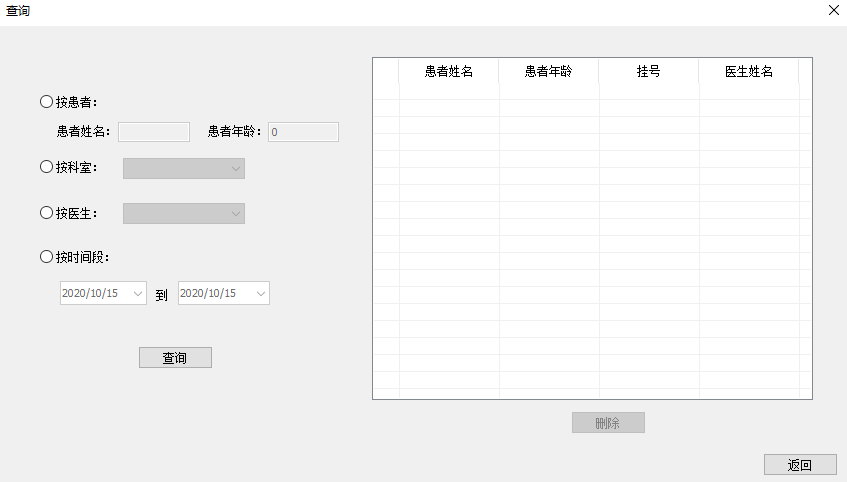 查询
按患者：
患者姓名： 患者年龄： 0
按科室：
按医生：
按时间段：
2020/10/15 到 2020/10/15
查询
患者姓名 患者年龄 挂号 医生姓名
删除
返回